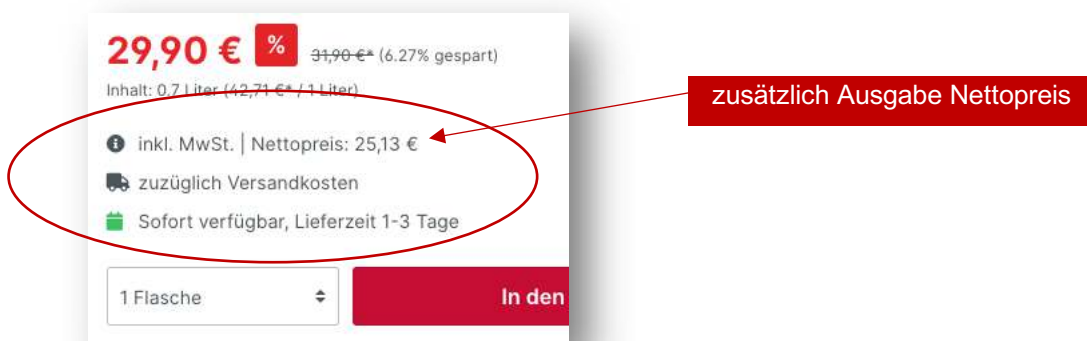 29,90 € % 31,90 €* (6.27% gespart)
Inhalt: 0.7 Liter (42,71 €* / 1 Liter)
zusätzlich Ausgabe Nettopreis
inkl. MwSt. | Nettopreis: 25,13 €
zuzüglich Versandkosten
Sofort verfügbar, Lieferzeit 1-3 Tage
1 Flasche
In den